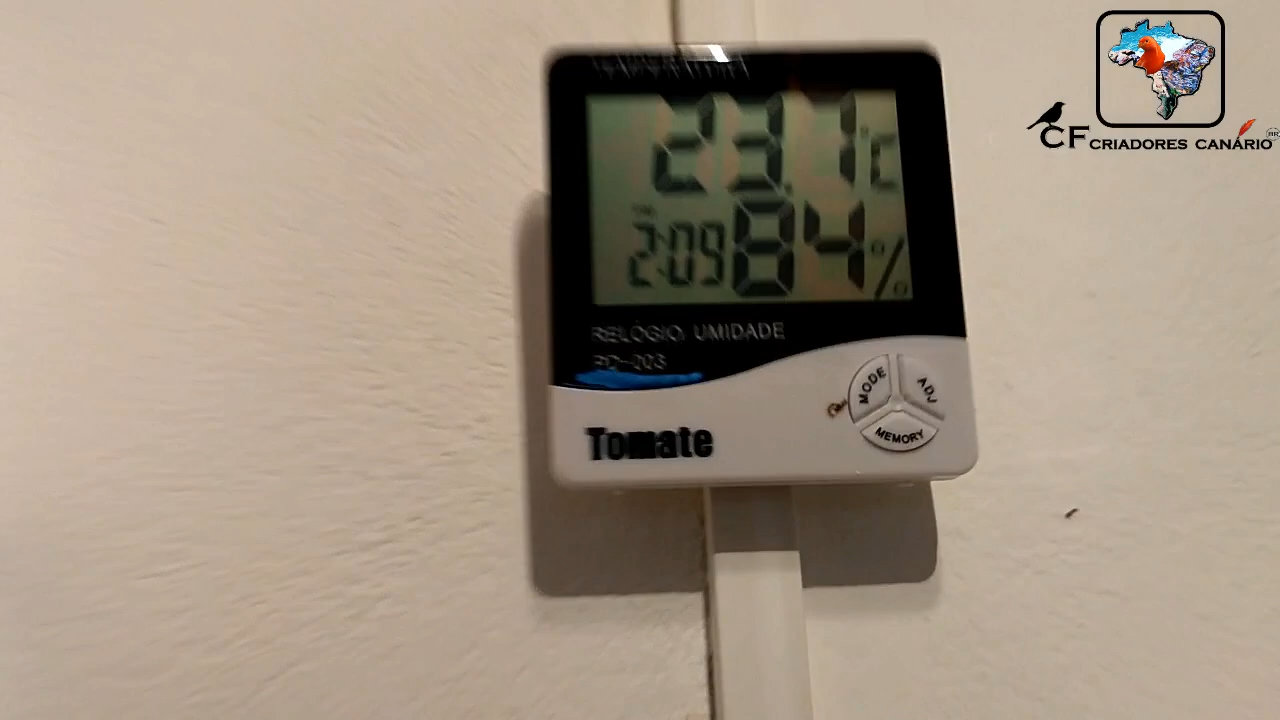 CF CRIADORES CANÁRIO
23.1°C
2:09 84%
RELÓGIO, UMIDADE
MODE
ADJ
MEMORY
Tomate